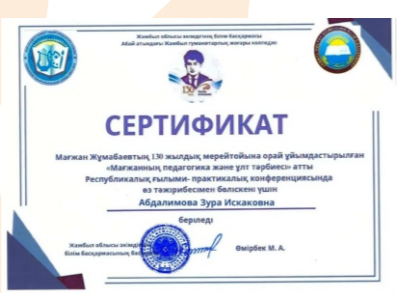 Жамбыл облысы әкімдігінің білім басқармасы
Абай атындағы Жамбыл гуманитарлық жоғары колледжі
130
СЕРТИФИКАТ
Мағжан Жұмабаевтың 130 жылдық мерейтойына орай ұйымдастырылған
«Мағжанның педагогика және ұлт тәрбиесі» атты
Республикалық ғылыми- практикалық конференциясында
өз тәжірибесімен бөліскені үшін
Абдалимова Зура Искаковна
беріледі
Жамбыл облысы әкімдігі
білім басқармасының
Өмірбек М. А.